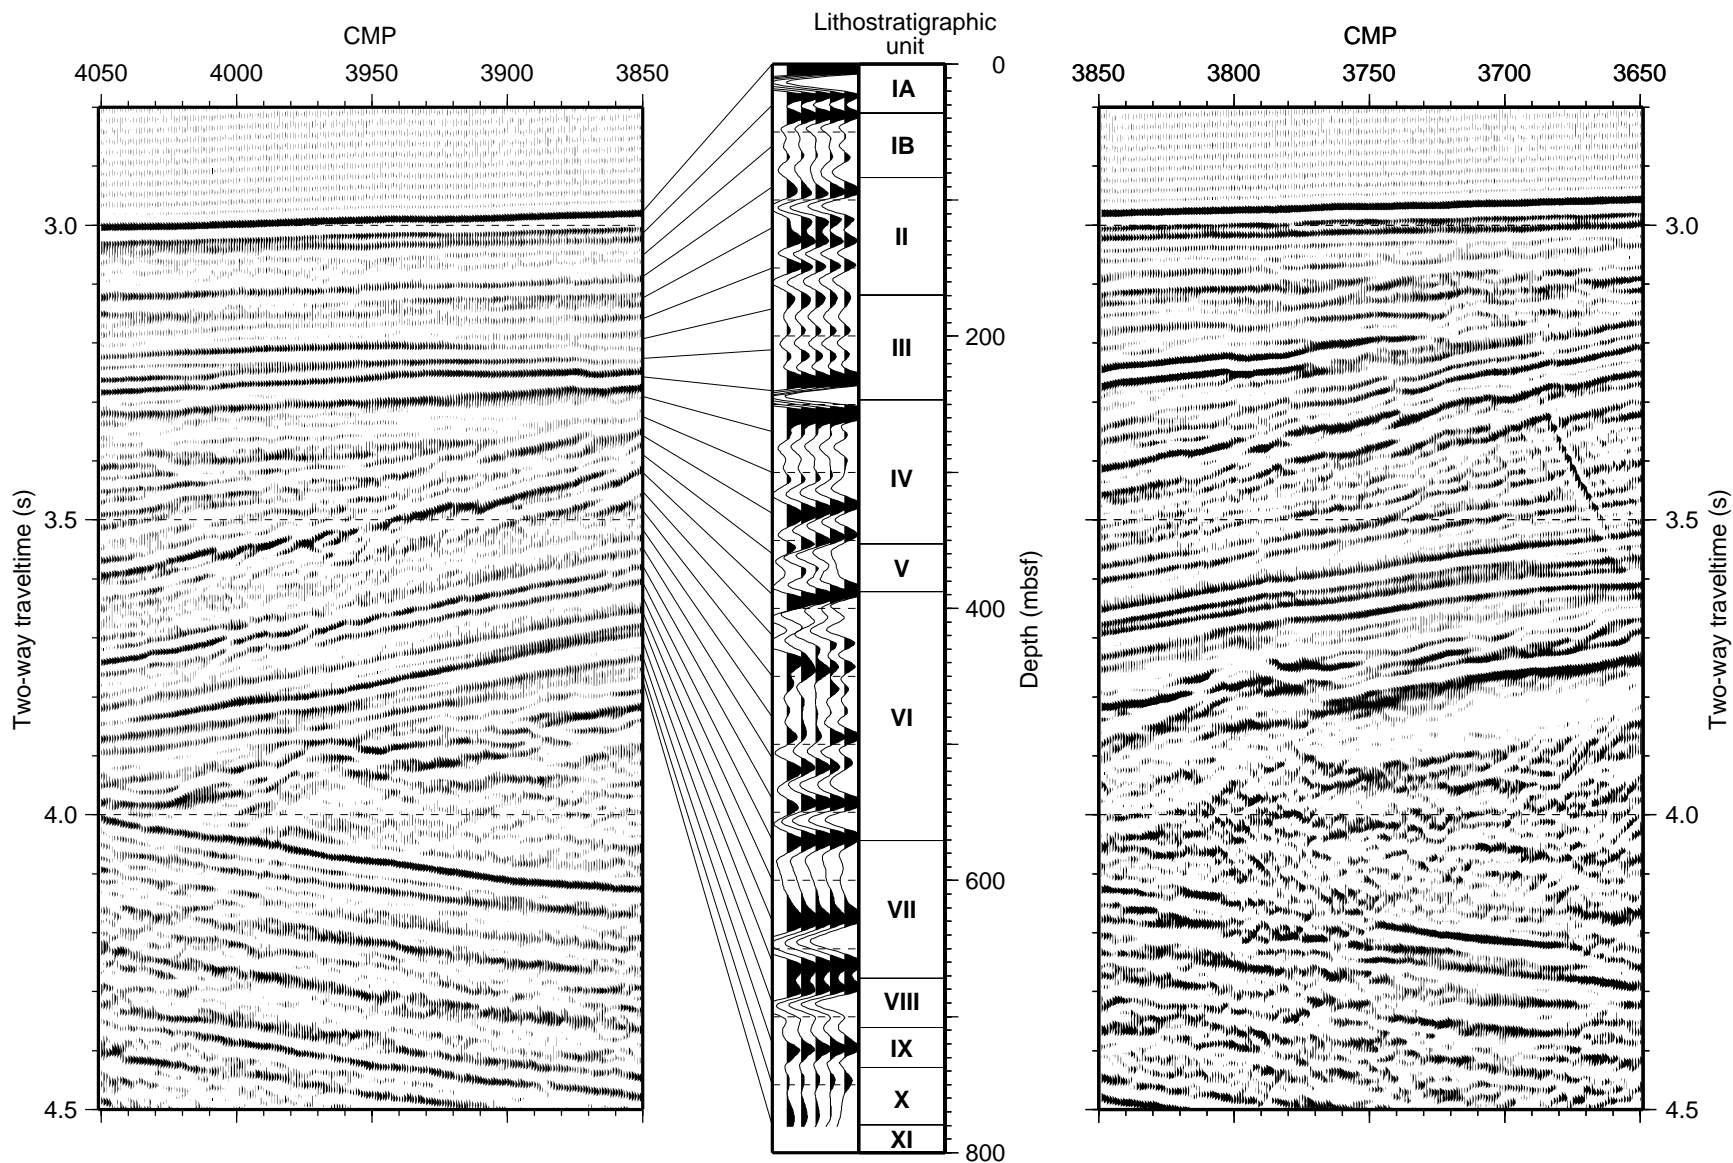 CMP
4050 4000 3950 3900 3850
Two-way traveltime (s)
3.0
3.5
4.0
4.5
Lithostratigraphic
unit
IA
IB
II
III
IV
V
VI
VII
VIII
IX
X
XI
0
200
400
600
800
Depth (mbsf)
CMP
3850 3800 3750 3700 3650
3.0
3.5
4.0
4.5
Two-way traveltime (s)